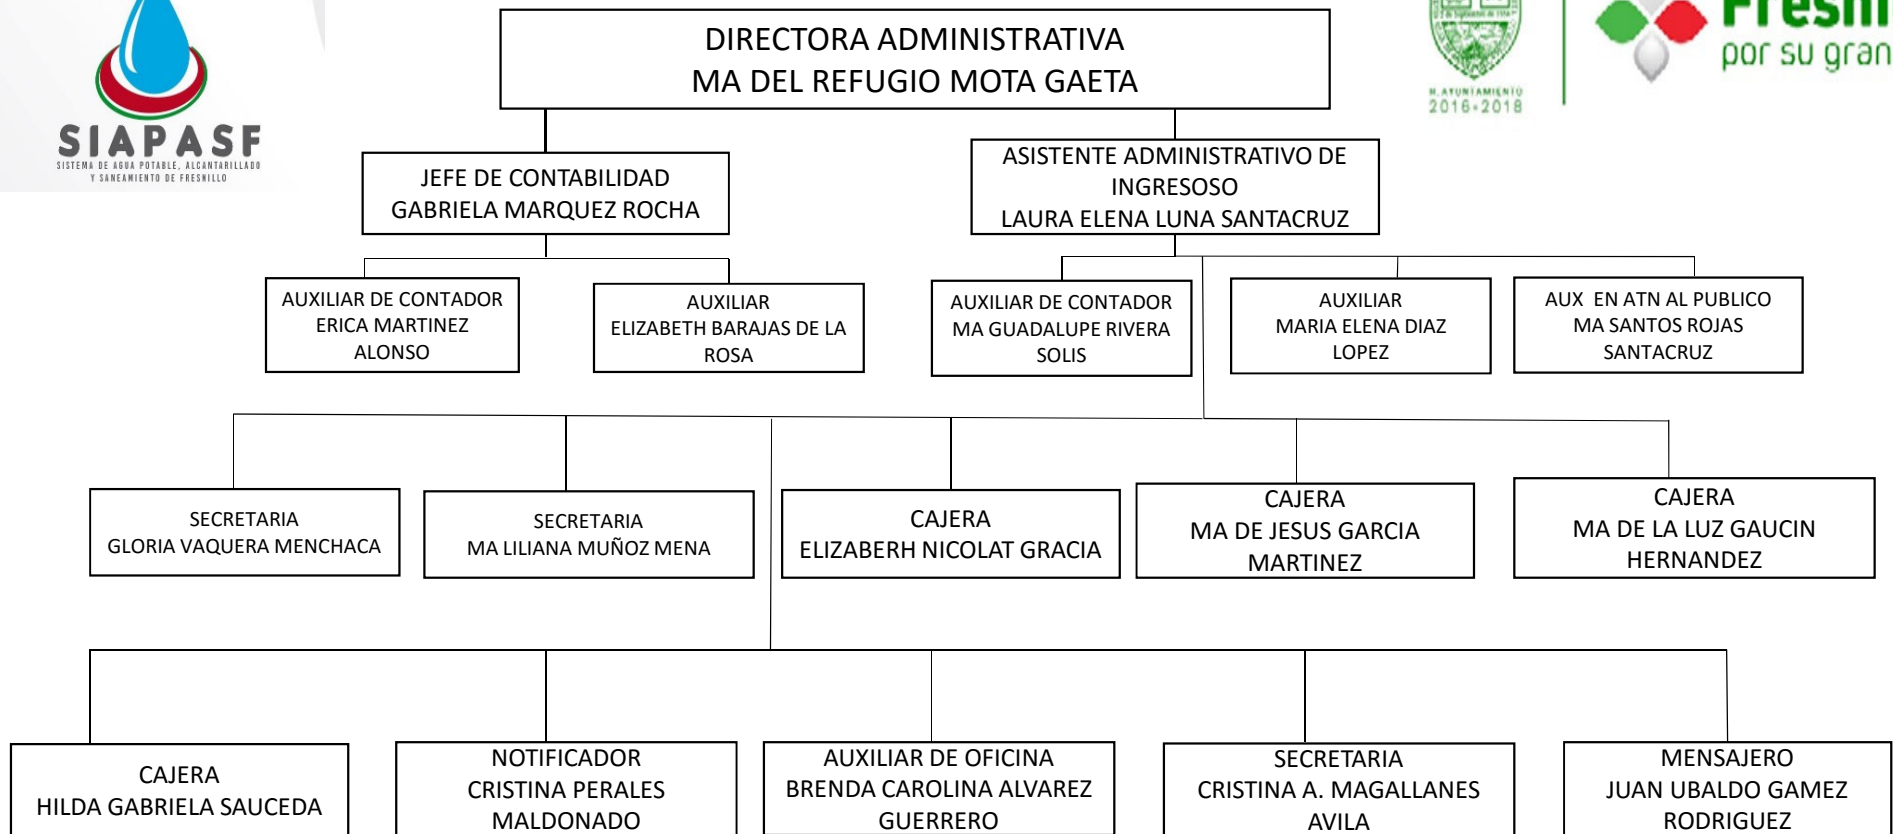 SIAPASF
SISTEMA DE AGUA POTABLE, ALCANTARILLADO
Y SANEAMIENTO DE FRESNILLO
DIRECTORA ADMINISTRATIVA
MA DEL REFUGIO MOTA GAETA
H. AYUNTAMIENTO
2016-2018
Fresni
por su gran
JEFE DE CONTABILIDAD
GABRIELA MARQUEZ ROCHA
ASISTENTE ADMINISTRATIVO DE
INGRESOSO
LAURA ELENA LUNA SANTACRUZ
AUXILIAR DE CONTADOR
ERICA MARTINEZ
ALONSO
AUXILIAR
ELIZABETH BARAJAS DE LA
ROSA
AUXILIAR DE CONTADOR
MA GUADALUPE RIVERA
SOLIS
AUXILIAR
MARIA ELENA DIAZ
LOPEZ
AUX EN ATN AL PUBLICO
MA SANTOS ROJAS
SANTACRUZ
SECRETARIA
GLORIA VAQUERA MENCHACA
SECRETARIA
MA LILIANA MUÑOZ MENA
CAJERA
ELIZABERH NICOLAT GRACIA
CAJERA
MA DE JESUS GARCIA
MARTINEZ
CAJERA
MA DE LA LUZ GAUCIN
HERNANDEZ
CAJERA
HILDA GABRIELA SAUCEDA
NOTIFICADOR
CRISTINA PERALES
MALDONADO
AUXILIAR DE OFICINA
BRENDA CAROLINA ALVAREZ
GUERRERO
SECRETARIA
CRISTINA A. MAGALLANES
AVILA
MENSAJERO
JUAN UBALDO GAMEZ
RODRIGUEZ